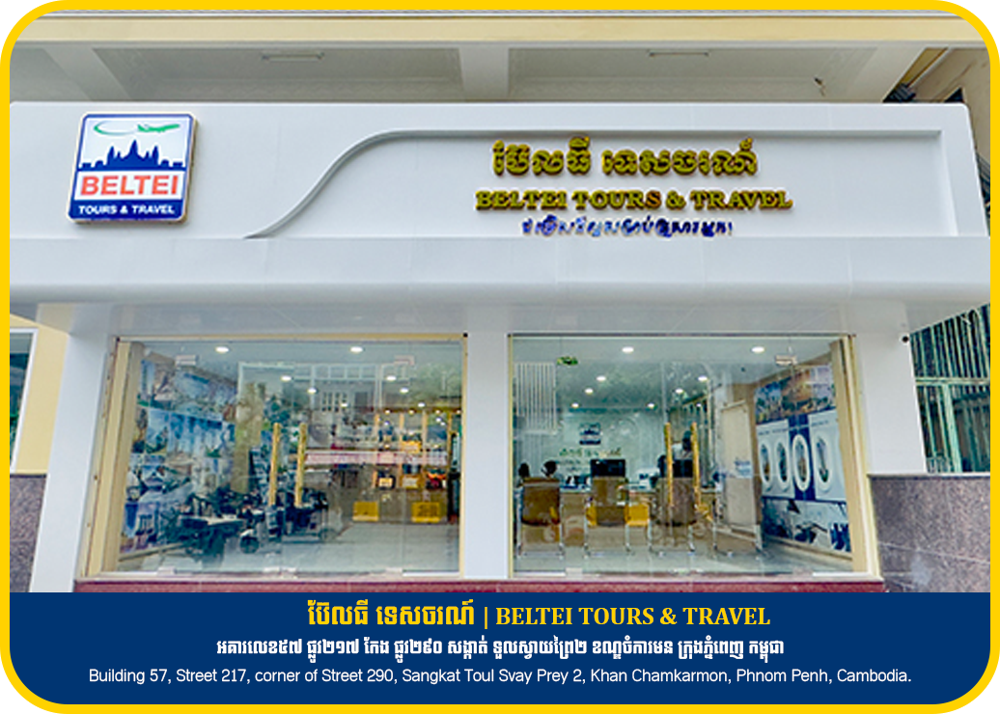 BELTEI
TOURS & TRAVEL
ប៊ែលធី ទេសចរណ៍
BELTEI TOURS & TRAVEL
ប៊ែលធី ទេសចរណ៍ | BELTEI TOURS & TRAVEL
អគារលេខ៥៧ ផ្លូវ២១៧ កែង ផ្លូវ២៩០ សង្កាត់ ទួលស្វាយព្រៃ២ ខណ្ឌចំការមន ក្រុងភ្នំពេញ កម្ពុជា
Building 57, Street 217, corner of Street 290, Sangkat Toul Svay Prey 2, Khan Chamkarmon, Phnom Penh, Cambodia.